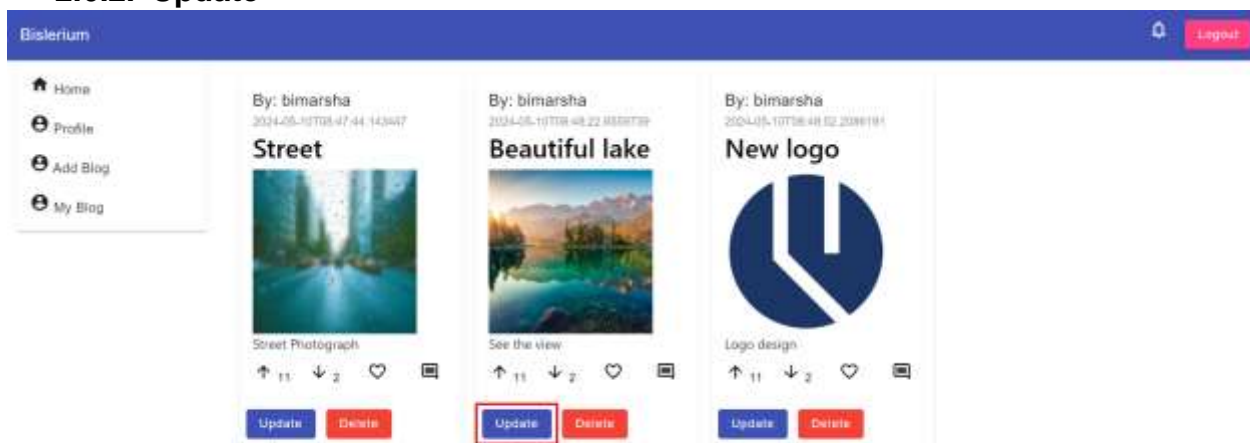 Update
Bislerium
Logout
Home
Profile
Add Blog
My Blog
By: bimarsha
Street
Street Photograph
11 2
Update Delete
By: bimarsha
Beautiful lake
See the view
11 2
Update Delete
By: bimarsha
New logo
Logo design
11 2
Update Delete